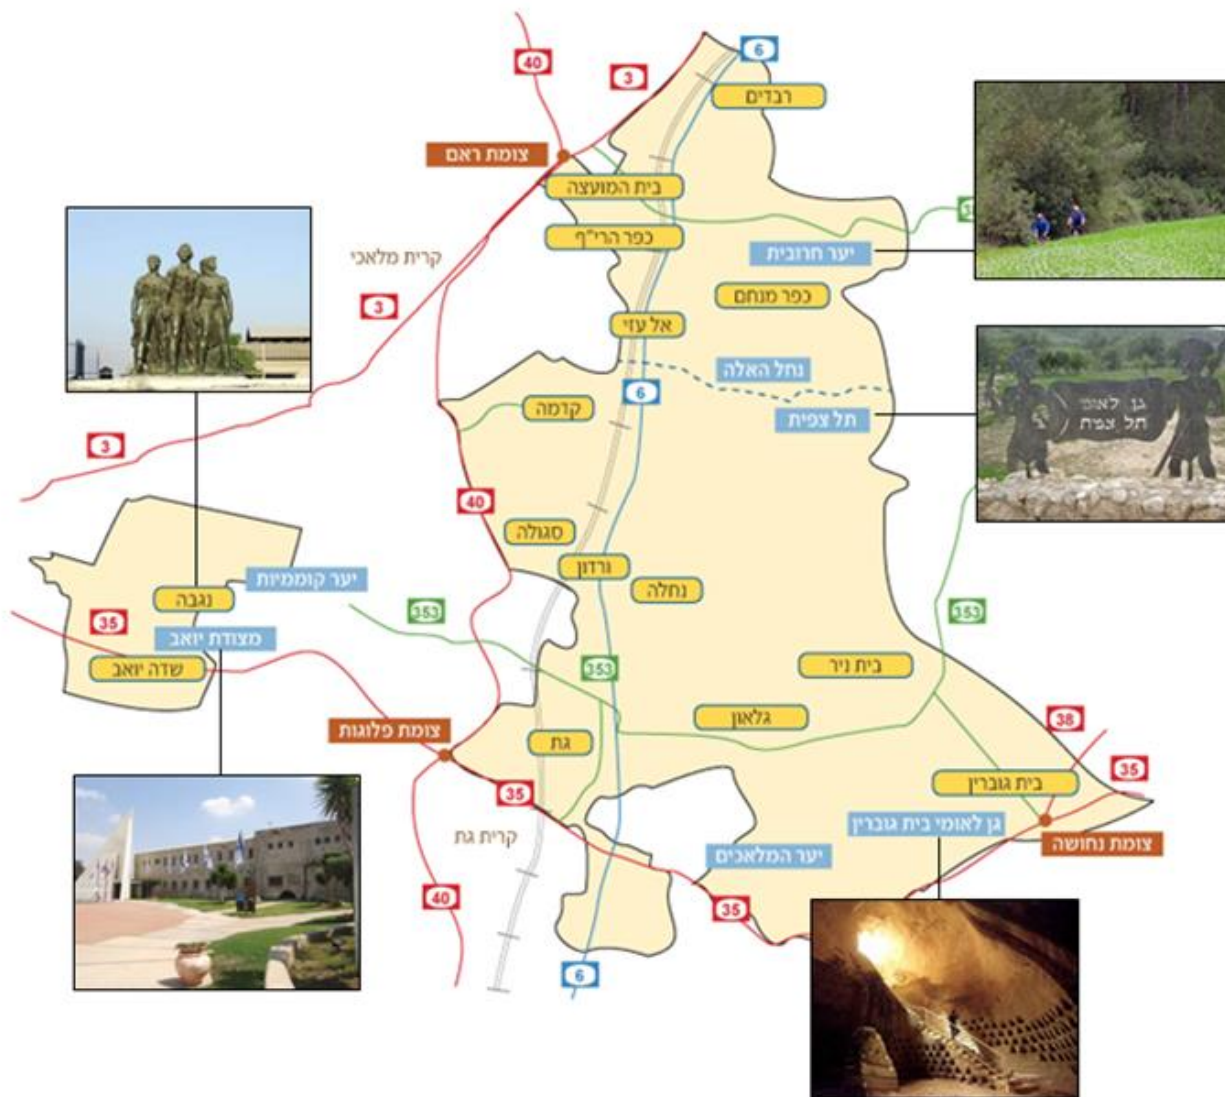 6
40
3
רבדים
צומת ראם
בית המועצה
כפר הרי"ף
יער חרובית
קרית מלאכי
כפר מנחם
3
אל עזי
נחל האלה
6
קדמה
תל צפית
גן לאומי
תל צפית
3
40
סגולה
ורדון
נחלה
יער קוממיות
נגבה
353
353
35
מצודת יואב
שדה יואב
353
בית ניר
גלאון
צומת פלוגות
גת
38
35
בית גוברין
35
קרית גת
גן לאומי בית גוברין
צומת נחושה
יער המלאכים
40
35
6